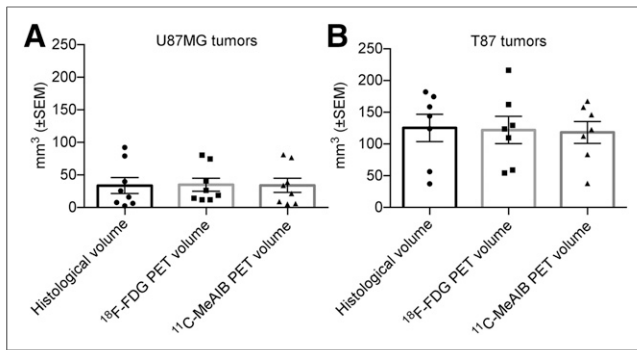 A
U87MG tumors
mm³ (±SEM)
250
200
150
100
50
0
Histological volume
¹⁸F-FDG PET volume
¹¹C-MeAIB PET volume
B
T87 tumors
mm³ (±SEM)
250
200
150
100
50
0
Histological volume
¹⁸F-FDG PET volume
¹¹C-MeAIB PET volume